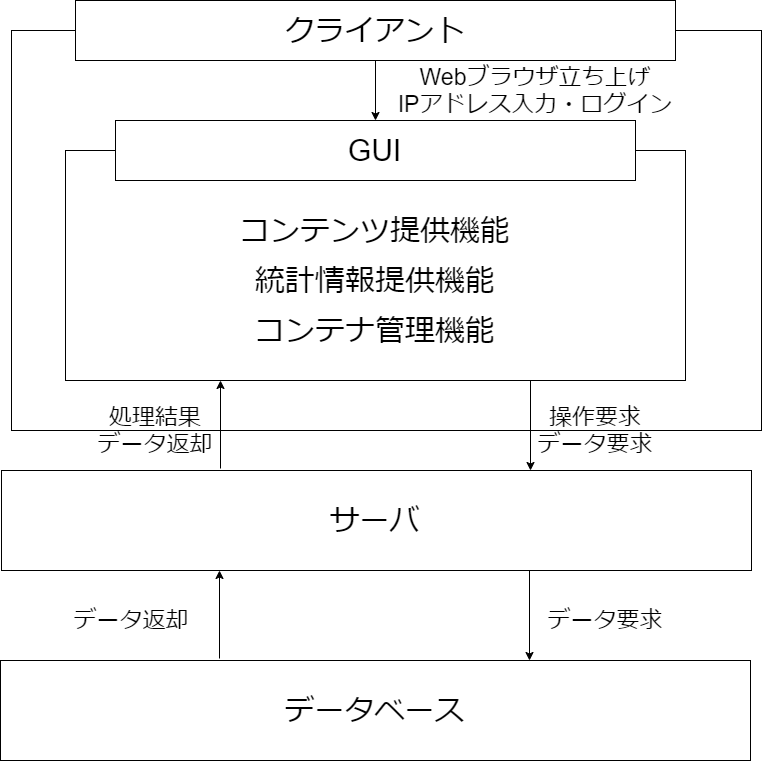 クライアント
Webブラウザ立ち上げ
IPアドレス入力・ログイン
GUI
コンテンツ提供機能
統計情報提供機能
コンテナ管理機能
処理結果
データ返却
操作要求
データ要求
サーバ
データ返却
データ要求
データベース